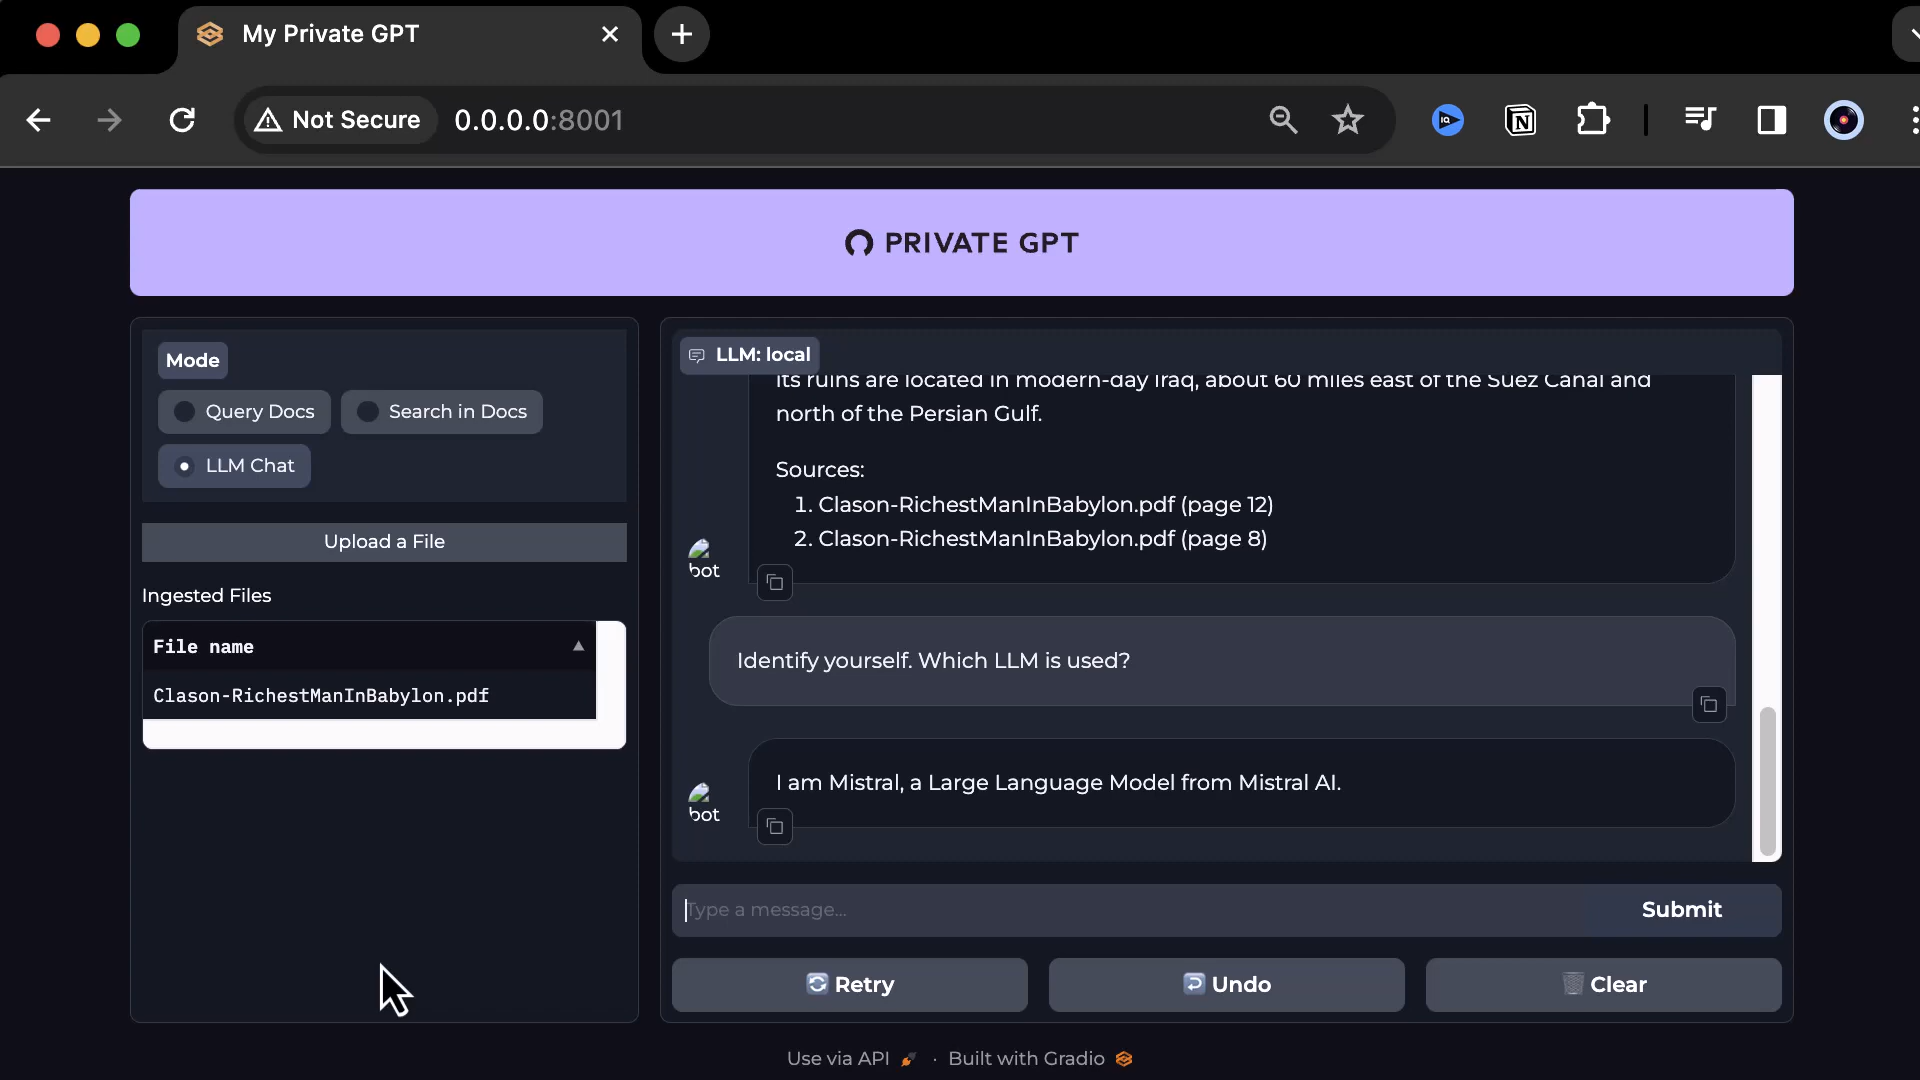 My Private GPT
Not Secure
0.0.0.0:8001
PRIVATE GPT
Mode
Query Docs
Search in Docs
LLM Chat
Upload a File
Ingested Files
File name
Clason-RichestManInBabylon.pdf
LLM: local
its ruins are located in modern-day Iraq, about 60 miles east of the Suez Canal and
north of the Persian Gulf.
Sources:
1. Clason-RichestManInBabylon.pdf (page 12)
2. Clason-RichestManInBabylon.pdf (page 8)
bot
Identify yourself. Which LLM is used?
I am Mistral, a Large Language Model from Mistral AI.
bot
Type a message...
Submit
Retry
Undo
Clear
Use via API · Built with Gradio